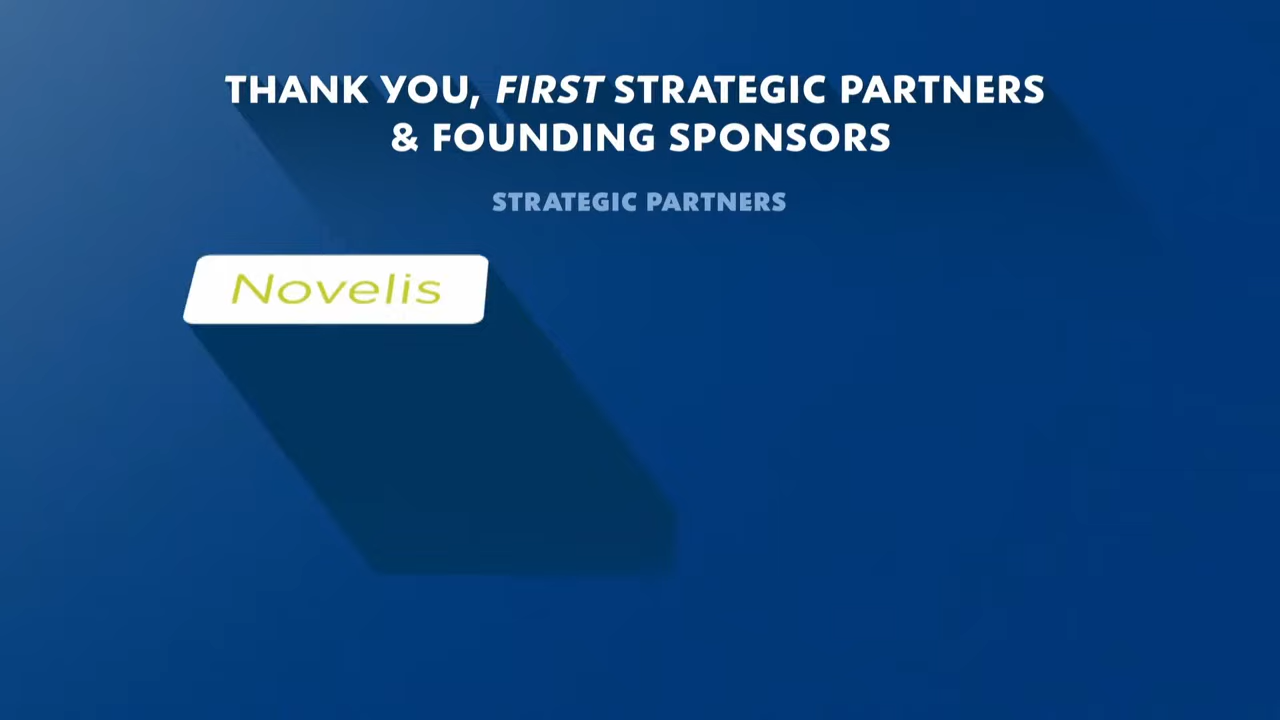 THANK YOU, FIRST STRATEGIC PARTNERS
& FOUNDING SPONSORS
STRATEGIC PARTNERS
Novelis